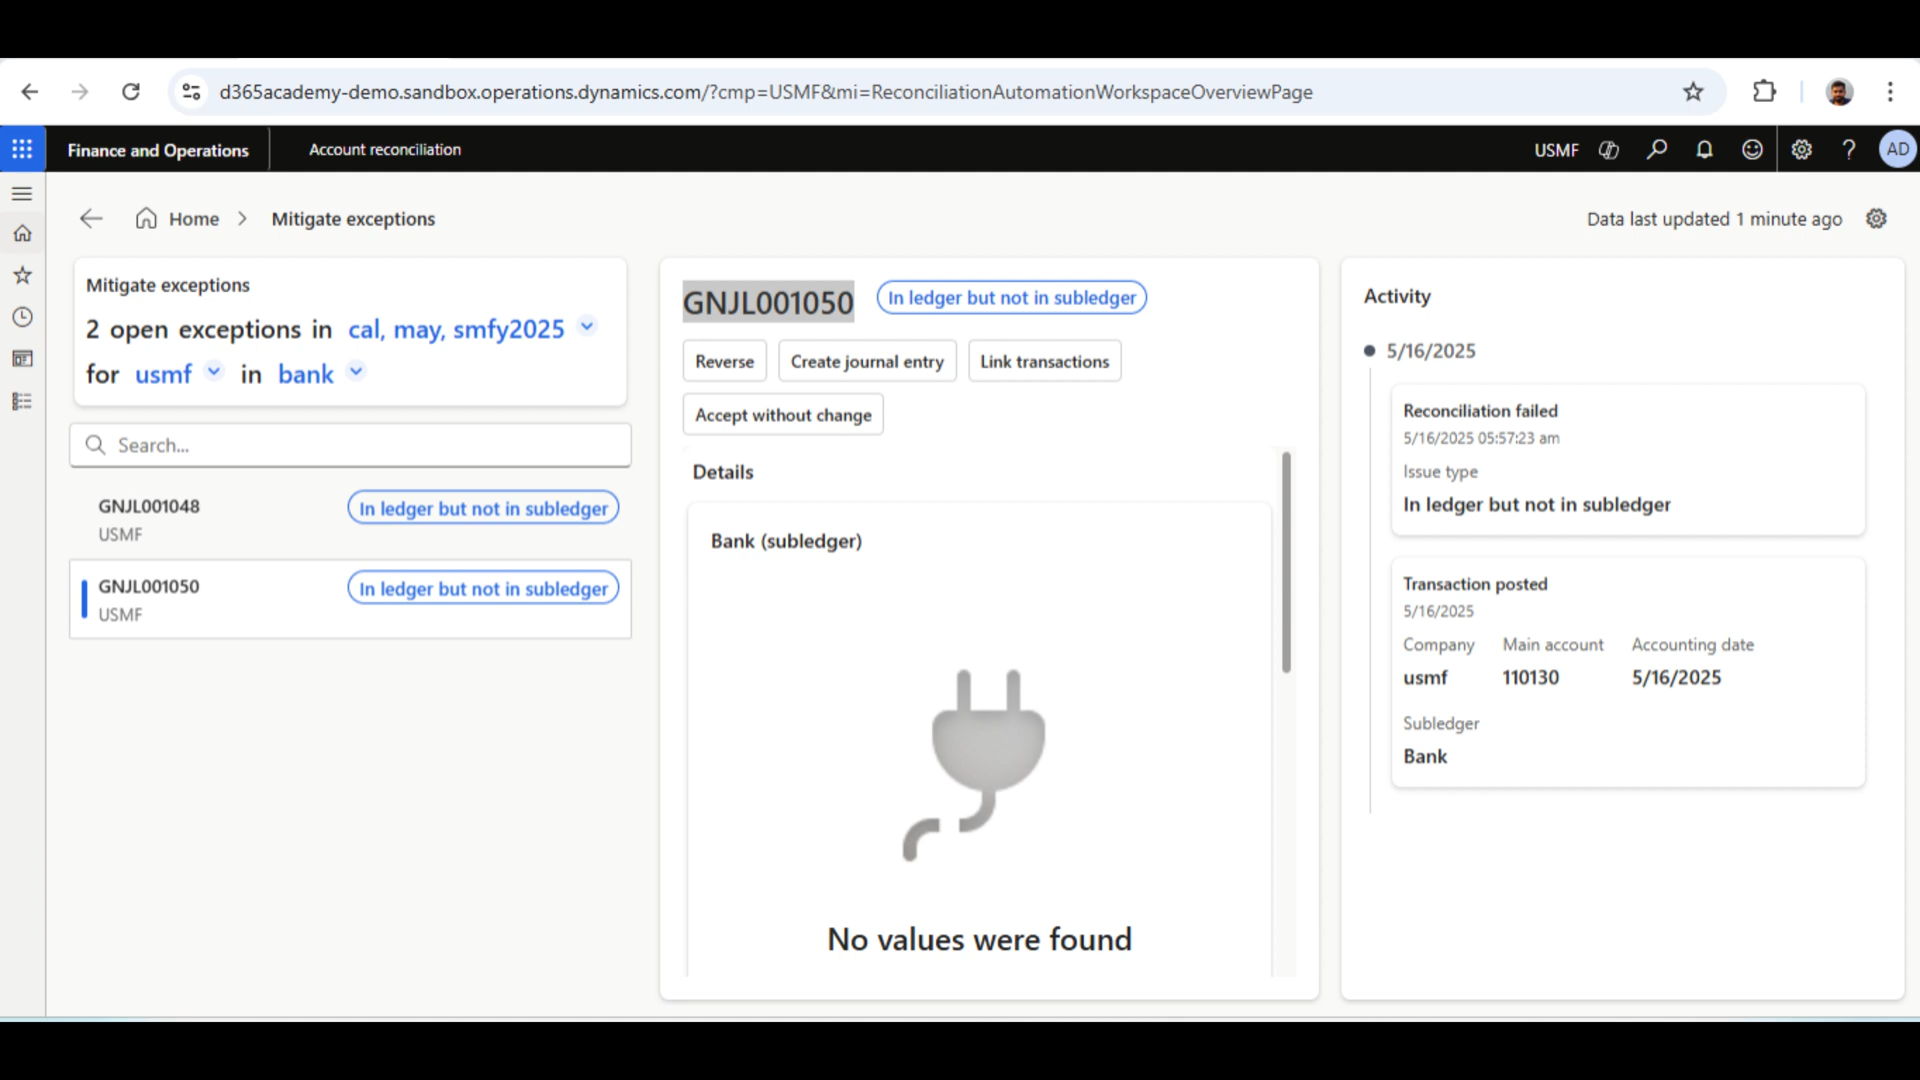 d365academy-demo.sandbox.operations.dynamics.com/?cmp=USMF&mi=ReconciliationAutomationWorkspaceOverviewPage
Finance and Operations
Account reconciliation
USMF
AD
Home
Mitigate exceptions
Data last updated 1 minute ago
Mitigate exceptions
2 open exceptions in cal, may, smfy2025
for usmf in bank
Search...
GNJL001048
In ledger but not in subledger
USMF
GNJL001050
In ledger but not in subledger
USMF
GNJL001050
In ledger but not in subledger
Reverse
Create journal entry
Link transactions
Accept without change
Details
Bank (subledger)
No values were found
Activity
5/16/2025
Reconciliation failed
5/16/2025 05:57:23 am
Issue type
In ledger but not in subledger
Transaction posted
5/16/2025
Company Main account Accounting date
usmf 110130 5/16/2025
Subledger
Bank